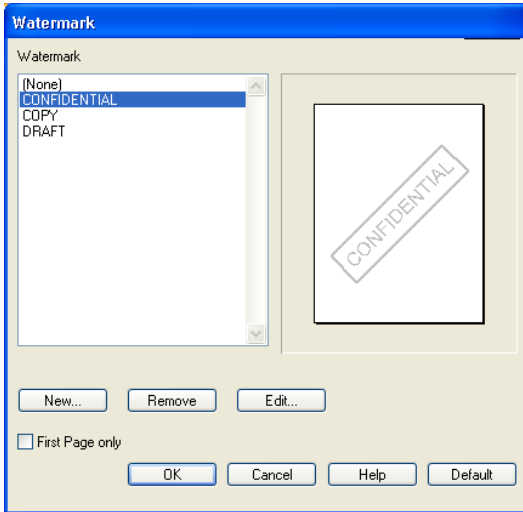 Watermark
Watermark
(None)
CONFIDENTIAL
COPY
DRAFT
CONFIDENTIAL
New... Remove Edit...
First Page only
OK Cancel Help Default